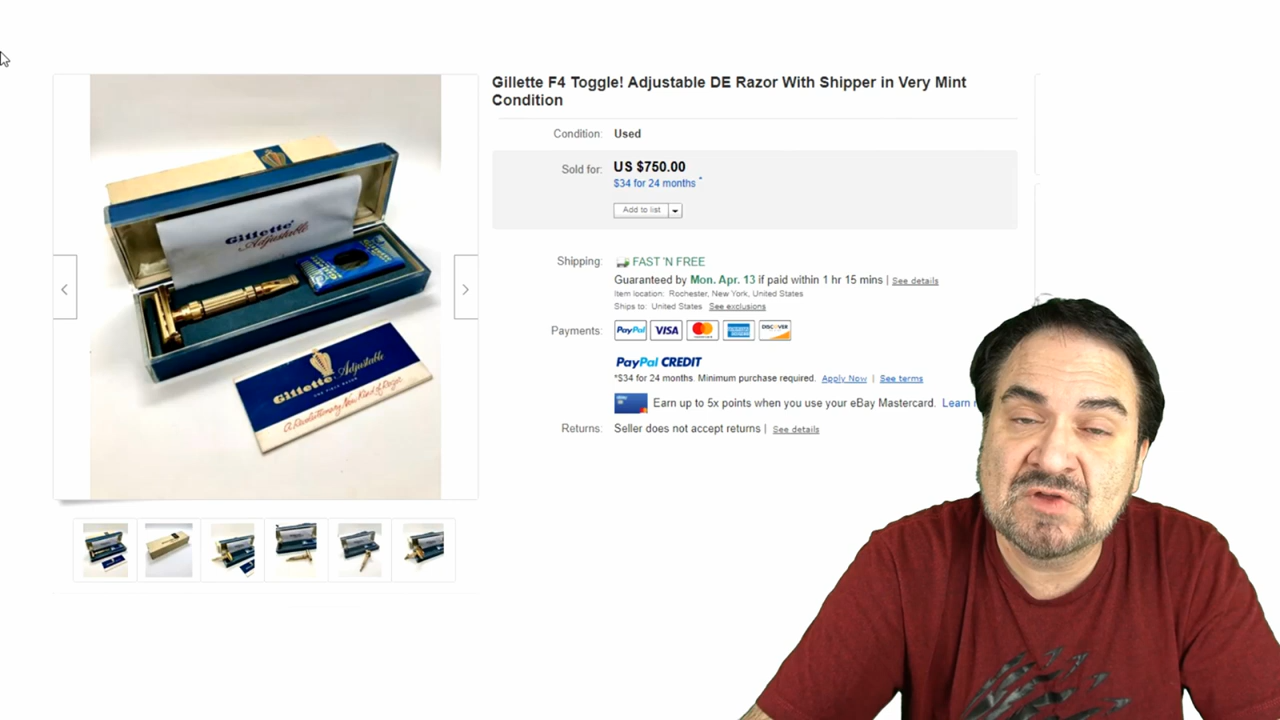 Gillette F4 Toggle! Adjustable DE Razor With Shipper in Very Mint
Condition
Condition: Used
Sold for: US $750.00
$34 for 24 months *
Add to list
Shipping: FAST 'N FREE
Guaranteed by Mon. Apr. 13 if paid within 1 hr 15 mins | See details
Item location: Rochester, New York, United States
Ships to: United States See exclusions
Payments: PayPal VISA MasterCard AMERICAN EXPRESS DISCOVER
PayPal CREDIT
*$34 for 24 months. Minimum purchase required. Apply Now | See terms
Earn up to 5x points when you use your eBay Mastercard. Learn
Returns: Seller does not accept returns | See details
Gillette
Adjustable
Gillette Adjustable
A Revolutionary New Kind of Razor